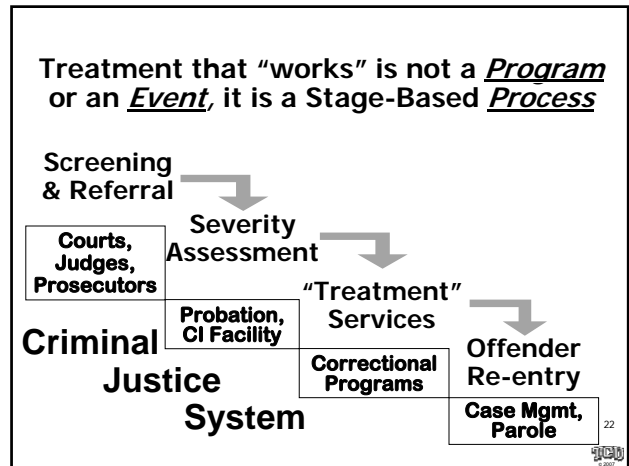 Treatment that “works” is not a Program
or an Event, it is a Stage-Based Process
Screening
& Referral
Courts,
Judges,
Prosecutors
Severity
Assessment
Probation,
CI Facility
“Treatment”
Services
Correctional
Programs
Offender
Re-entry
Case Mgmt,
Parole
Criminal
Justice
System
22
© 2007